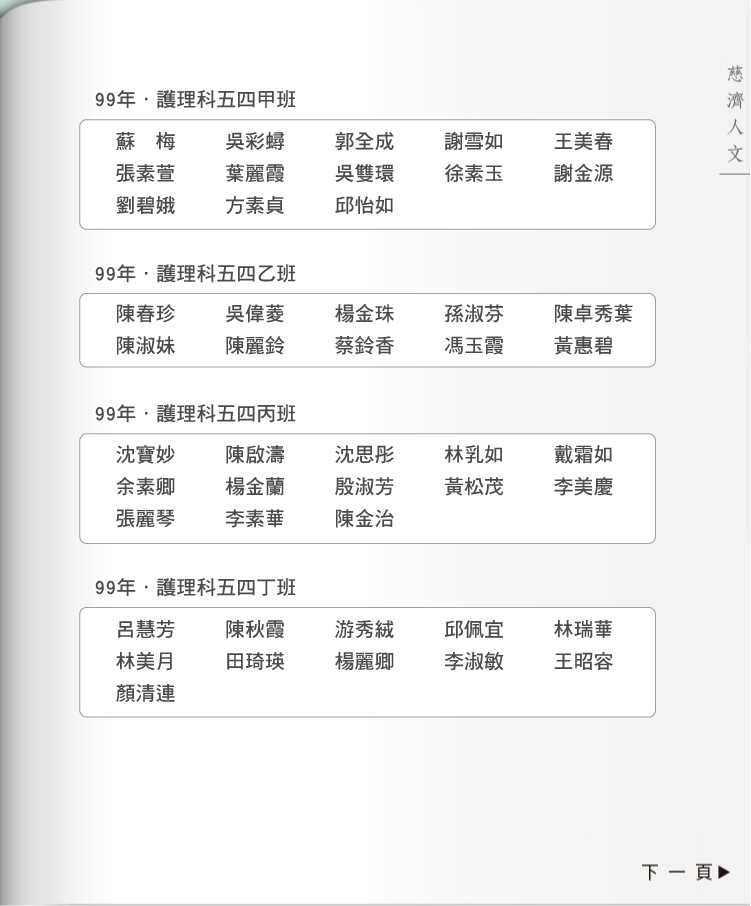 慈濟人文
99年．護理科五四甲班
蘇　梅 吳彩蟳 郭全成 謝雪如 王美春
張素萱 葉麗霞 吳雙環 徐素玉 謝金源
劉碧娥 方素貞 邱怡如
99年．護理科五四乙班
陳春珍 吳偉菱 楊金珠 孫淑芬 陳卓秀葉
陳淑妹 陳麗鈴 蔡鈴香 馮玉霞 黃惠碧
99年．護理科五四丙班
沈寶妙 陳啟濤 沈思彤 林乳如 戴霜如
余素卿 楊金蘭 殷淑芳 黃松茂 李美慶
張麗琴 李素華 陳金治
99年．護理科五四丁班
呂慧芳 陳秋霞 游秀絨 邱佩宜 林瑞華
林美月 田琦瑛 楊麗卿 李淑敏 王昭容
顏清連
下一頁▶